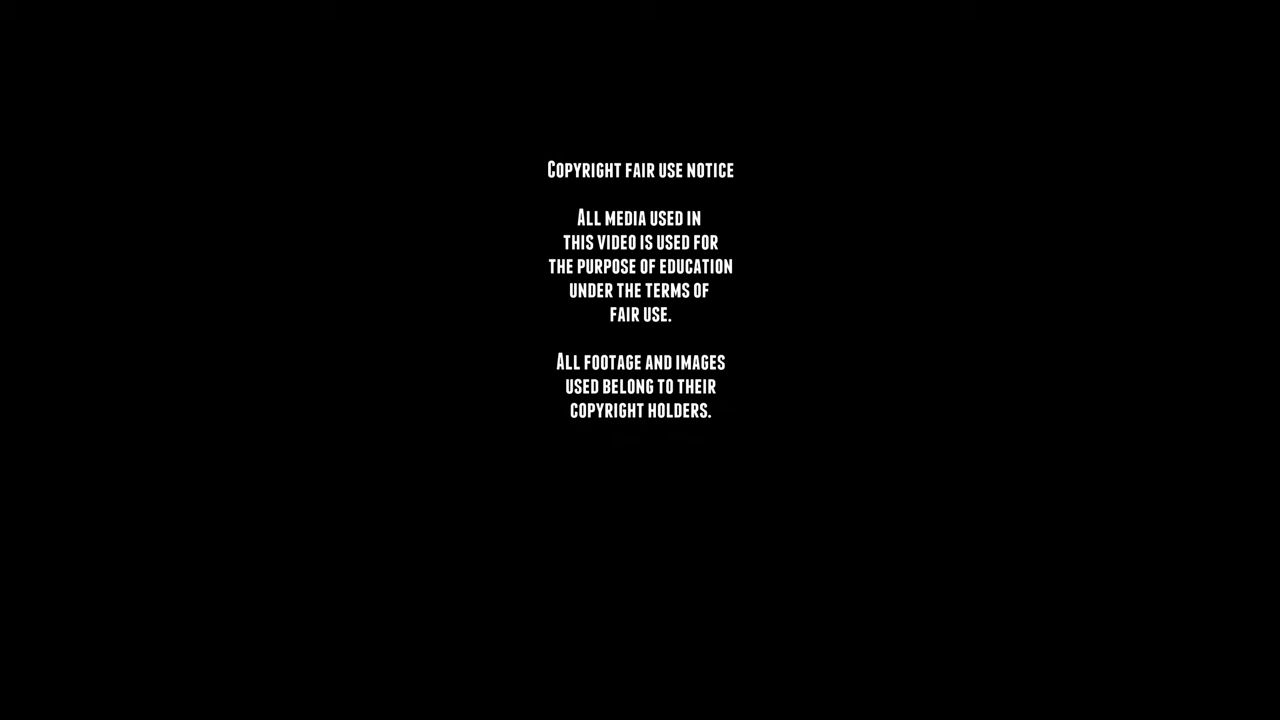 Copyright fair use notice
All media used in
this video is used for
the purpose of education
under the terms of
fair use.
All footage and images
used belong to their
copyright holders.